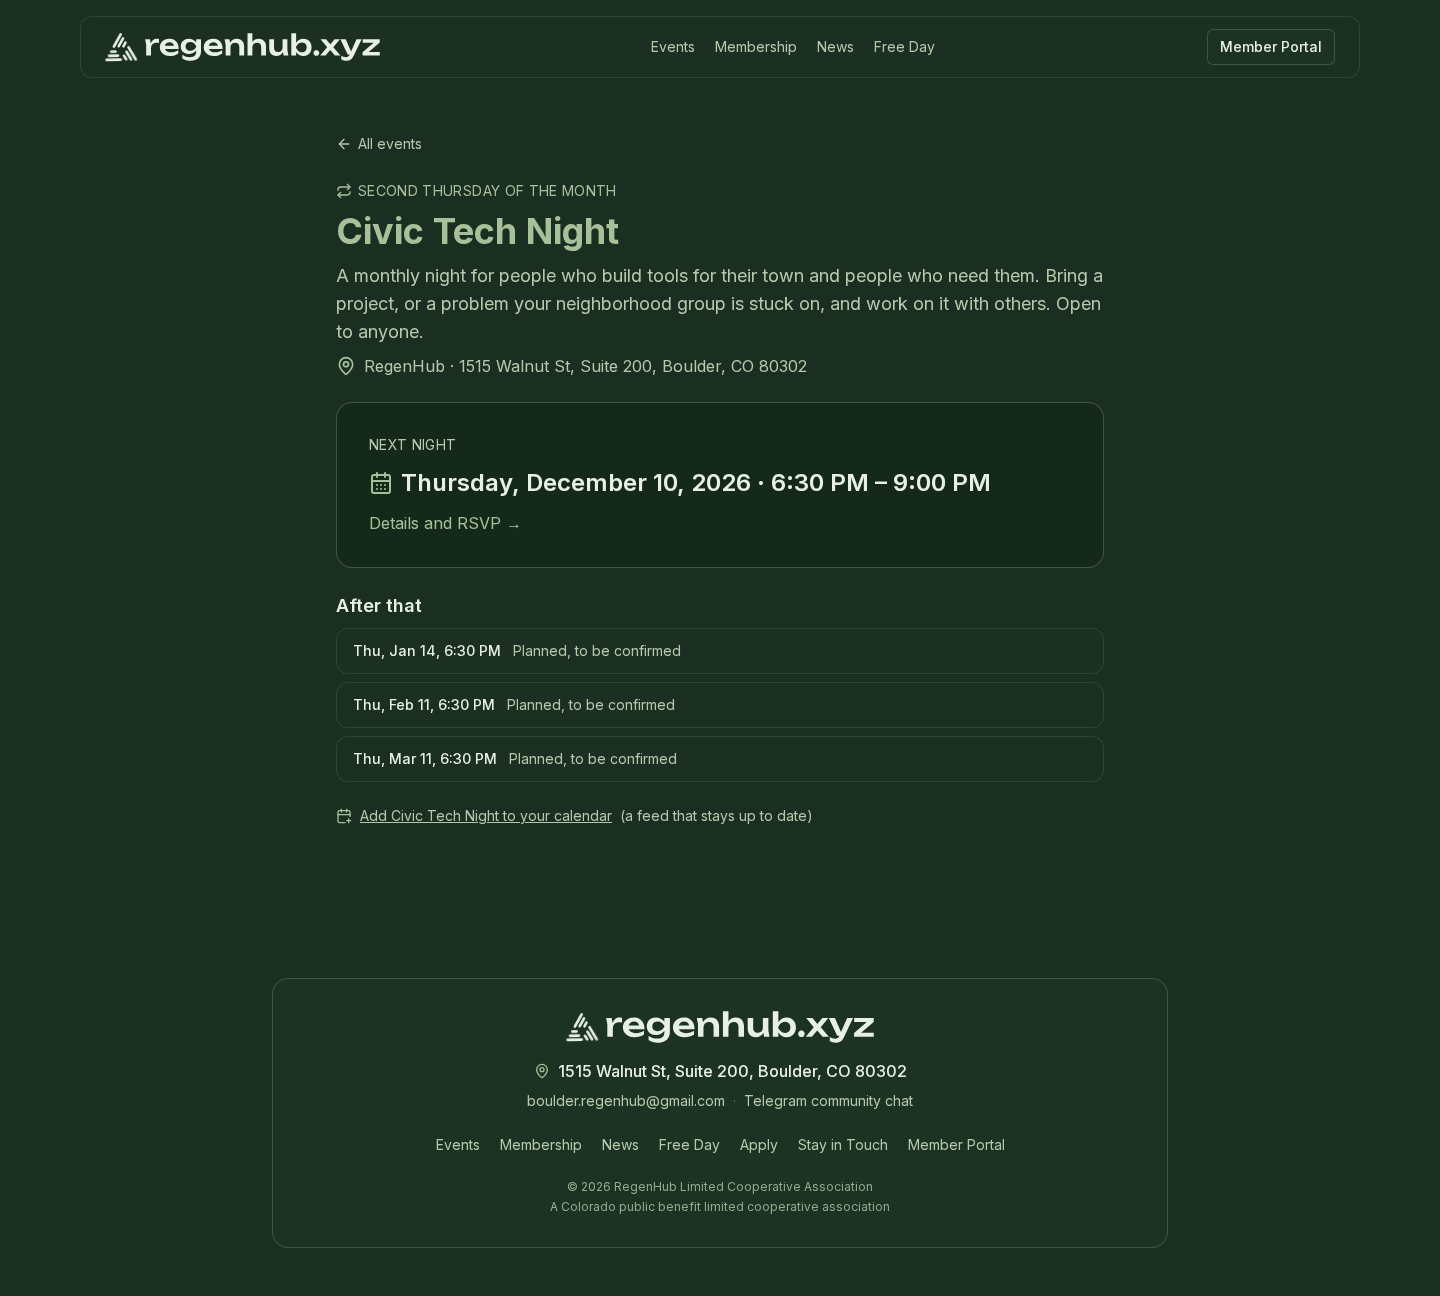 regenhub.xyz
Events
Membership
News
Free Day
Member Portal
← All events
SECOND THURSDAY OF THE MONTH
Civic Tech Night
A monthly night for people who build tools for their town and people who need them. Bring a
project, or a problem your neighborhood group is stuck on, and work on it with others. Open
to anyone.
RegenHub · 1515 Walnut St, Suite 200, Boulder, CO 80302
NEXT NIGHT
Thursday, December 10, 2026 · 6:30 PM – 9:00 PM
Details and RSVP →
After that
Thu, Jan 14, 6:30 PM Planned, to be confirmed
Thu, Feb 11, 6:30 PM Planned, to be confirmed
Thu, Mar 11, 6:30 PM Planned, to be confirmed
Add Civic Tech Night to your calendar (a feed that stays up to date)
regenhub.xyz
1515 Walnut St, Suite 200, Boulder, CO 80302
boulder.regenhub@gmail.com · Telegram community chat
Events Membership News Free Day Apply Stay in Touch Member Portal
© 2026 RegenHub Limited Cooperative Association
A Colorado public benefit limited cooperative association